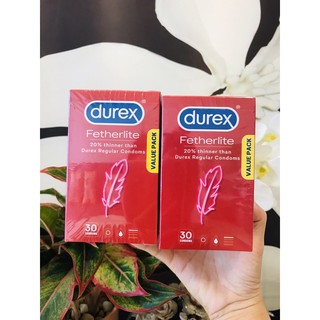 durex
Fetherlite
20% thinner than
Durex Regular Condoms
VALUE PACK
30
durex
Fetherlite
20% thinner than
Durex Regular Condoms
VALUE PACK
30